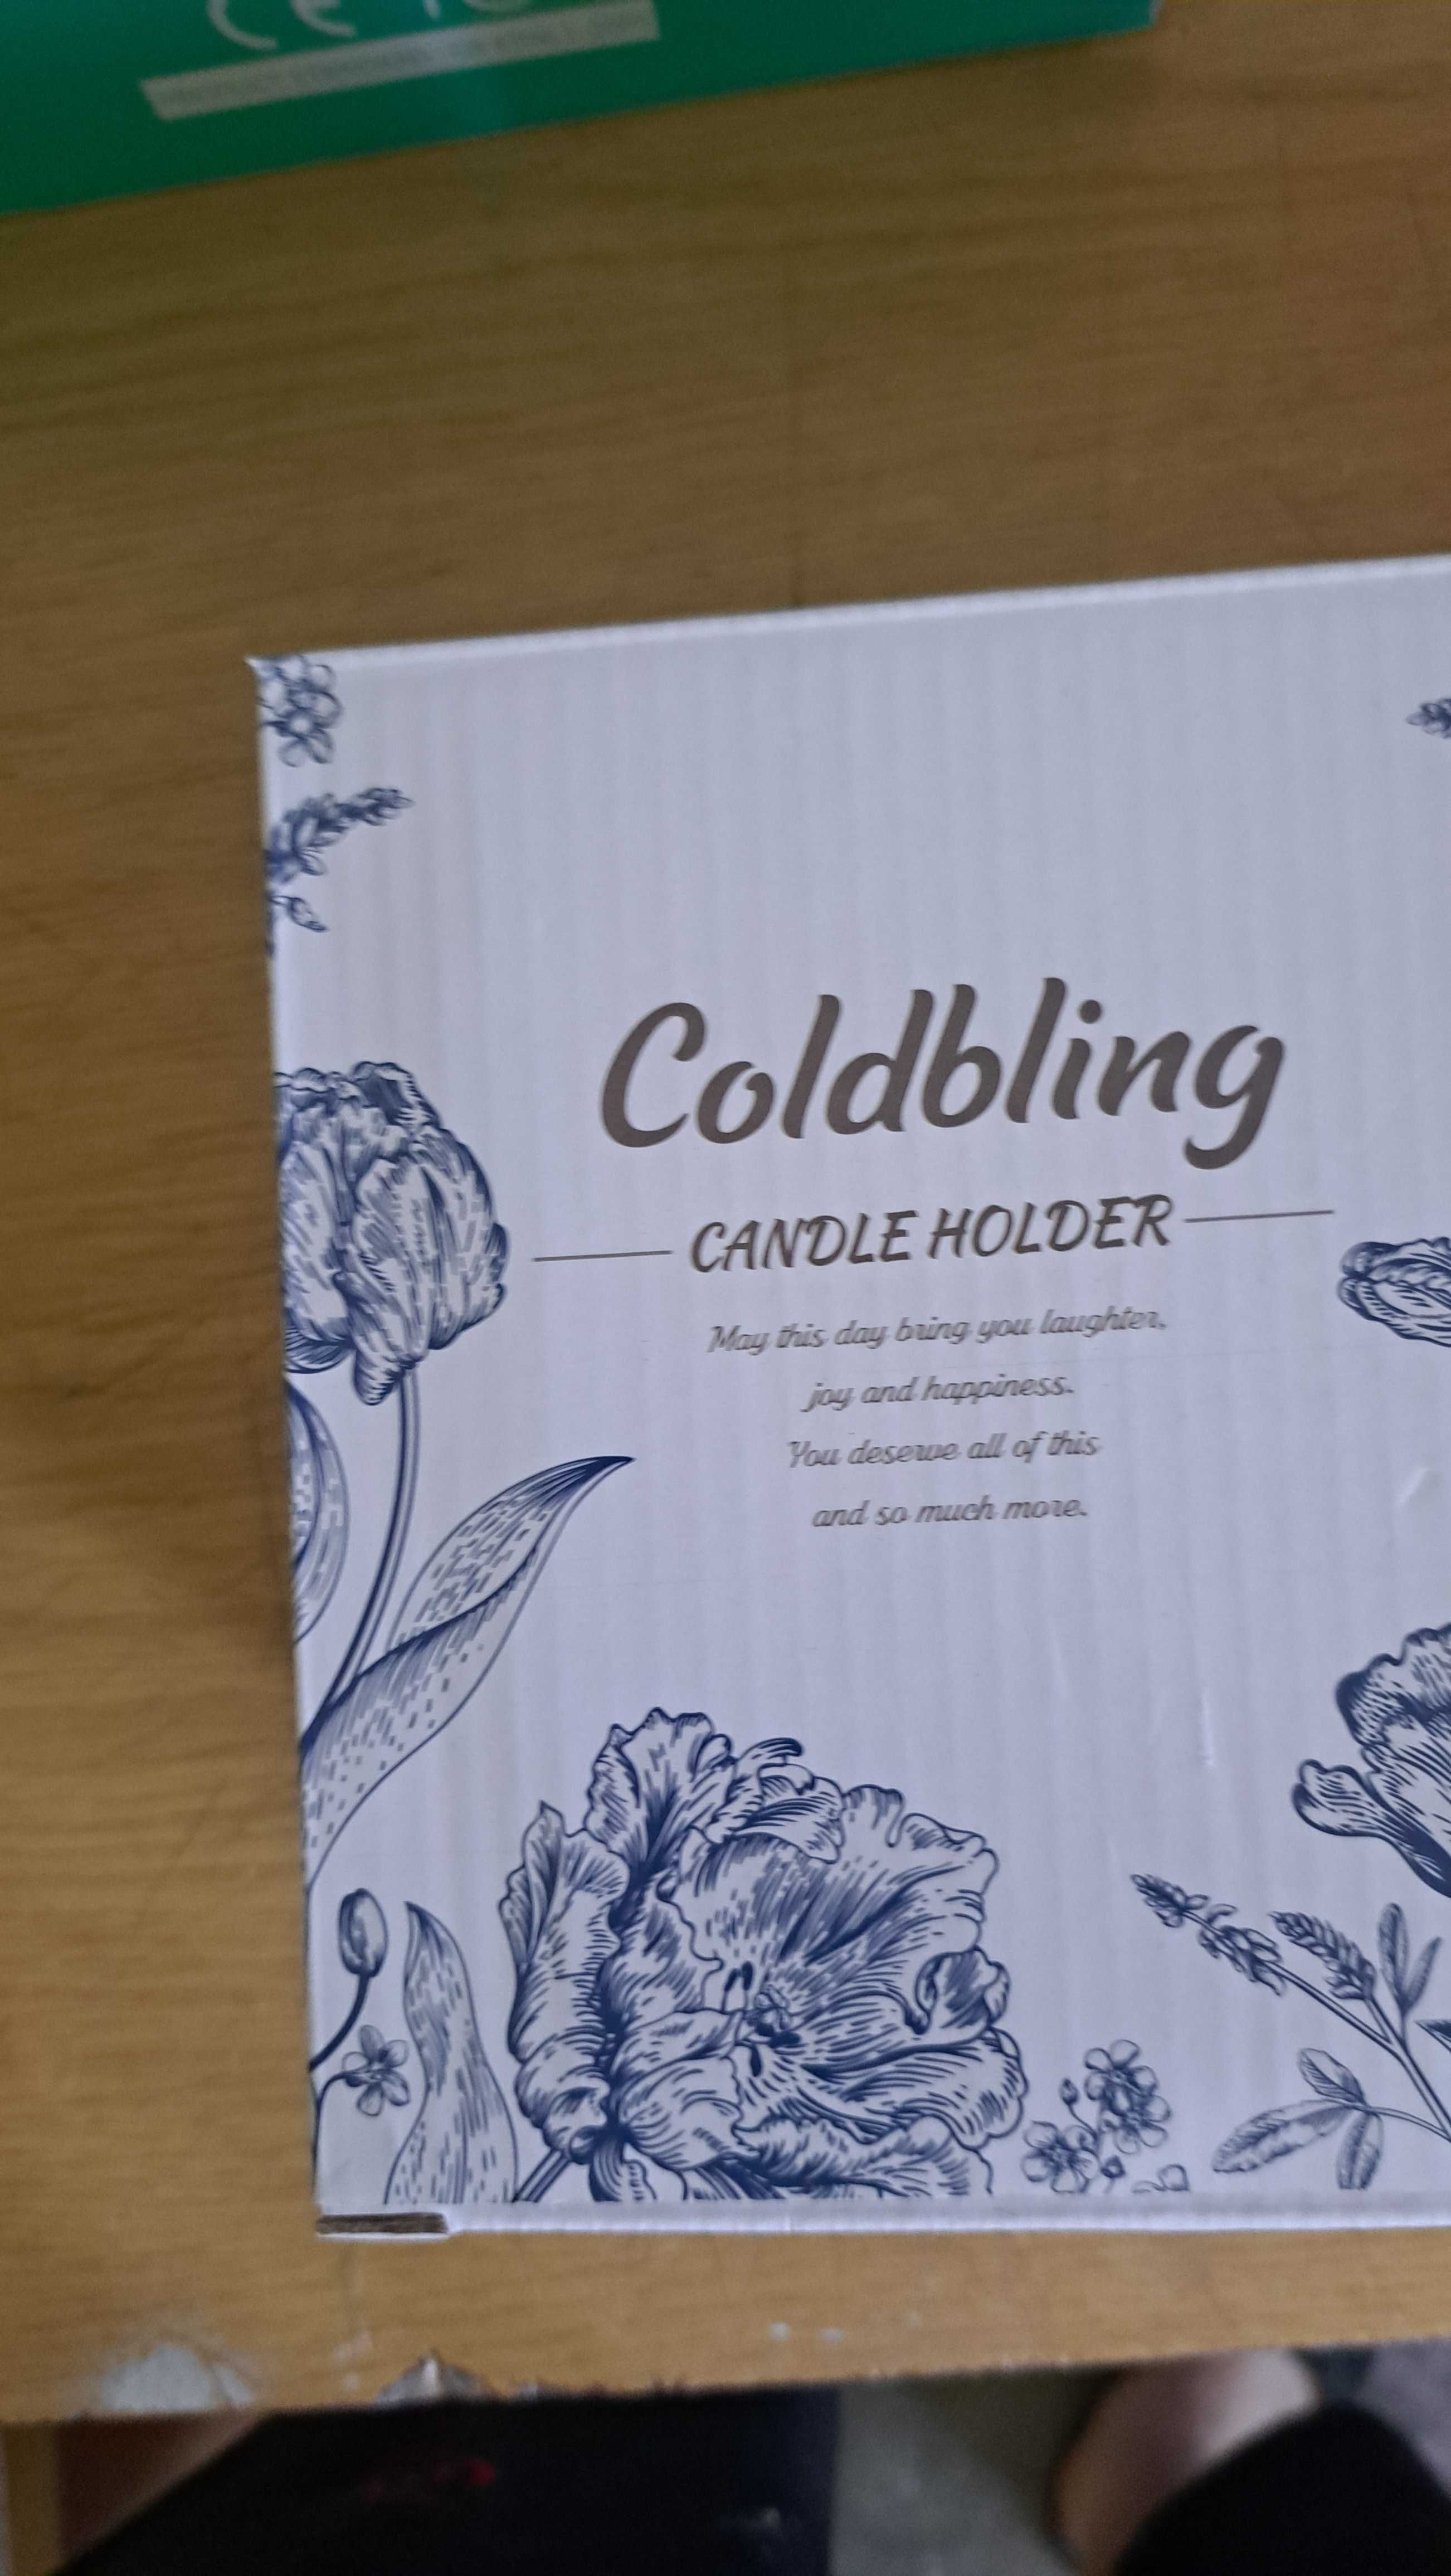 CE
Coldbling
CANDLE HOLDER
May this day bring you laughter,
joy and happiness.
You deserve all of this
and so much more.